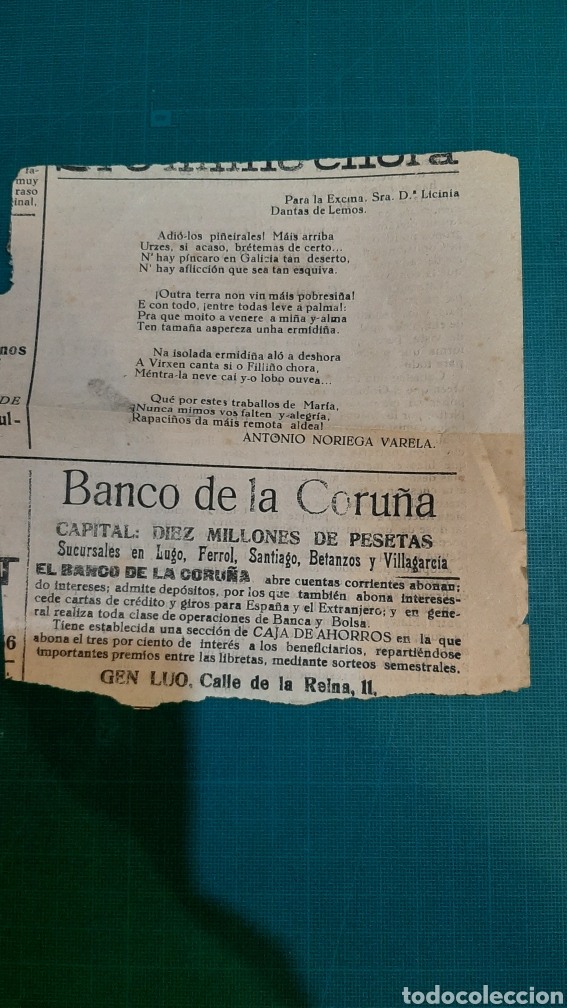 chora
Para la Excma. Sra. D.ª Licinia
Dantas de Lemos.
Adió-los piñeirales! Máis arriba
Urzes, si acaso, brétemas de certo...
N' hay píncaro en Galicia tan deserto,
N' hay aflicción que sea tan esquiva.
¡Outra terra non vin máis pobresiña!
E con todo, ¡entre todas leve a palma!:
Pra que moito a venere a miña y-alma
Ten tamaña aspereza unha ermidiña.
Na isolada ermidiña aló a deshora
A Virxen canta si o Filliño chora,
Méntra-la neve cai y-o lobo ouvea...
Qué por estes traballos de María,
¡Nunca mimos vos falten y-alegría,
Rapaciños da máis remota aldea!
ANTONIO NORIEGA VARELA.
muy
raso
inal.
nos
DE
ul-
Banco de la Coruña
CAPITAL: DIEZ MILLONES DE PESETAS
Sucursales en Lugo, Ferrol, Santiago, Betanzos y Villagarcía
EL BANCO DE LA CORUÑA abre cuentas corrientes abonan-
do intereses; admite depósitos, por los que también abona intereses-
cede cartas de crédito y giros para España y el Extranjero; y en gene-
ral realiza toda clase de operaciones de Banca y Bolsa.
Tiene establecida una sección de CAJA DE AHORROS en la que
abona el tres por ciento de interés a los beneficiarios, repartiéndose
importantes premios entre las libretas, mediante sorteos semestrales.
GEN LUO, Calle de la Reina, 11.
T
66
todocoleccion